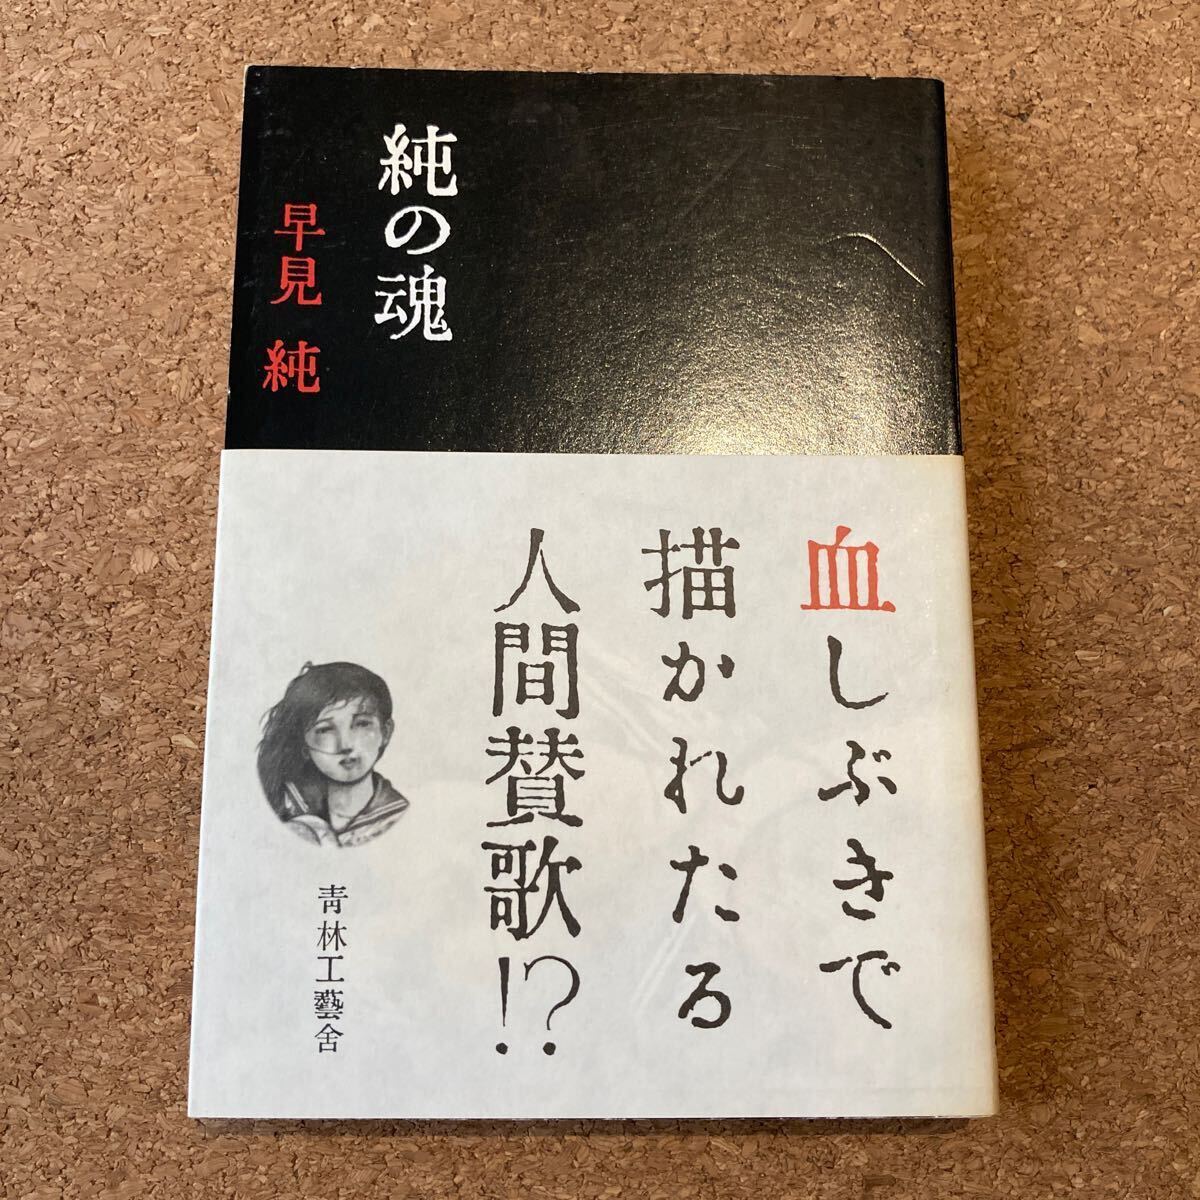 純の魂
早見 純
血しぶきで
描かれたる
人間賛歌!?
青林工藝舎